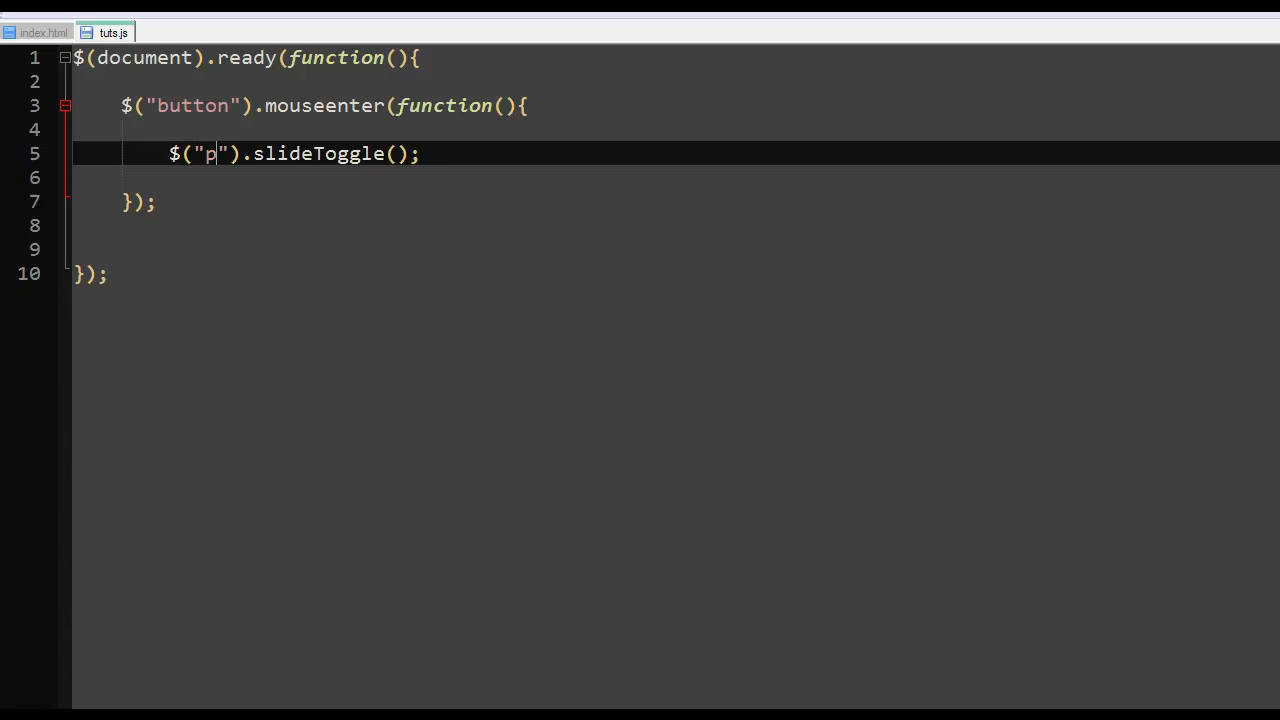 index.html tuts.js
1 $(document).ready(function(){
2
3 $("button").mouseenter(function(){
4
5 $("p").slideToggle();
6
7 });
8
9
10 });